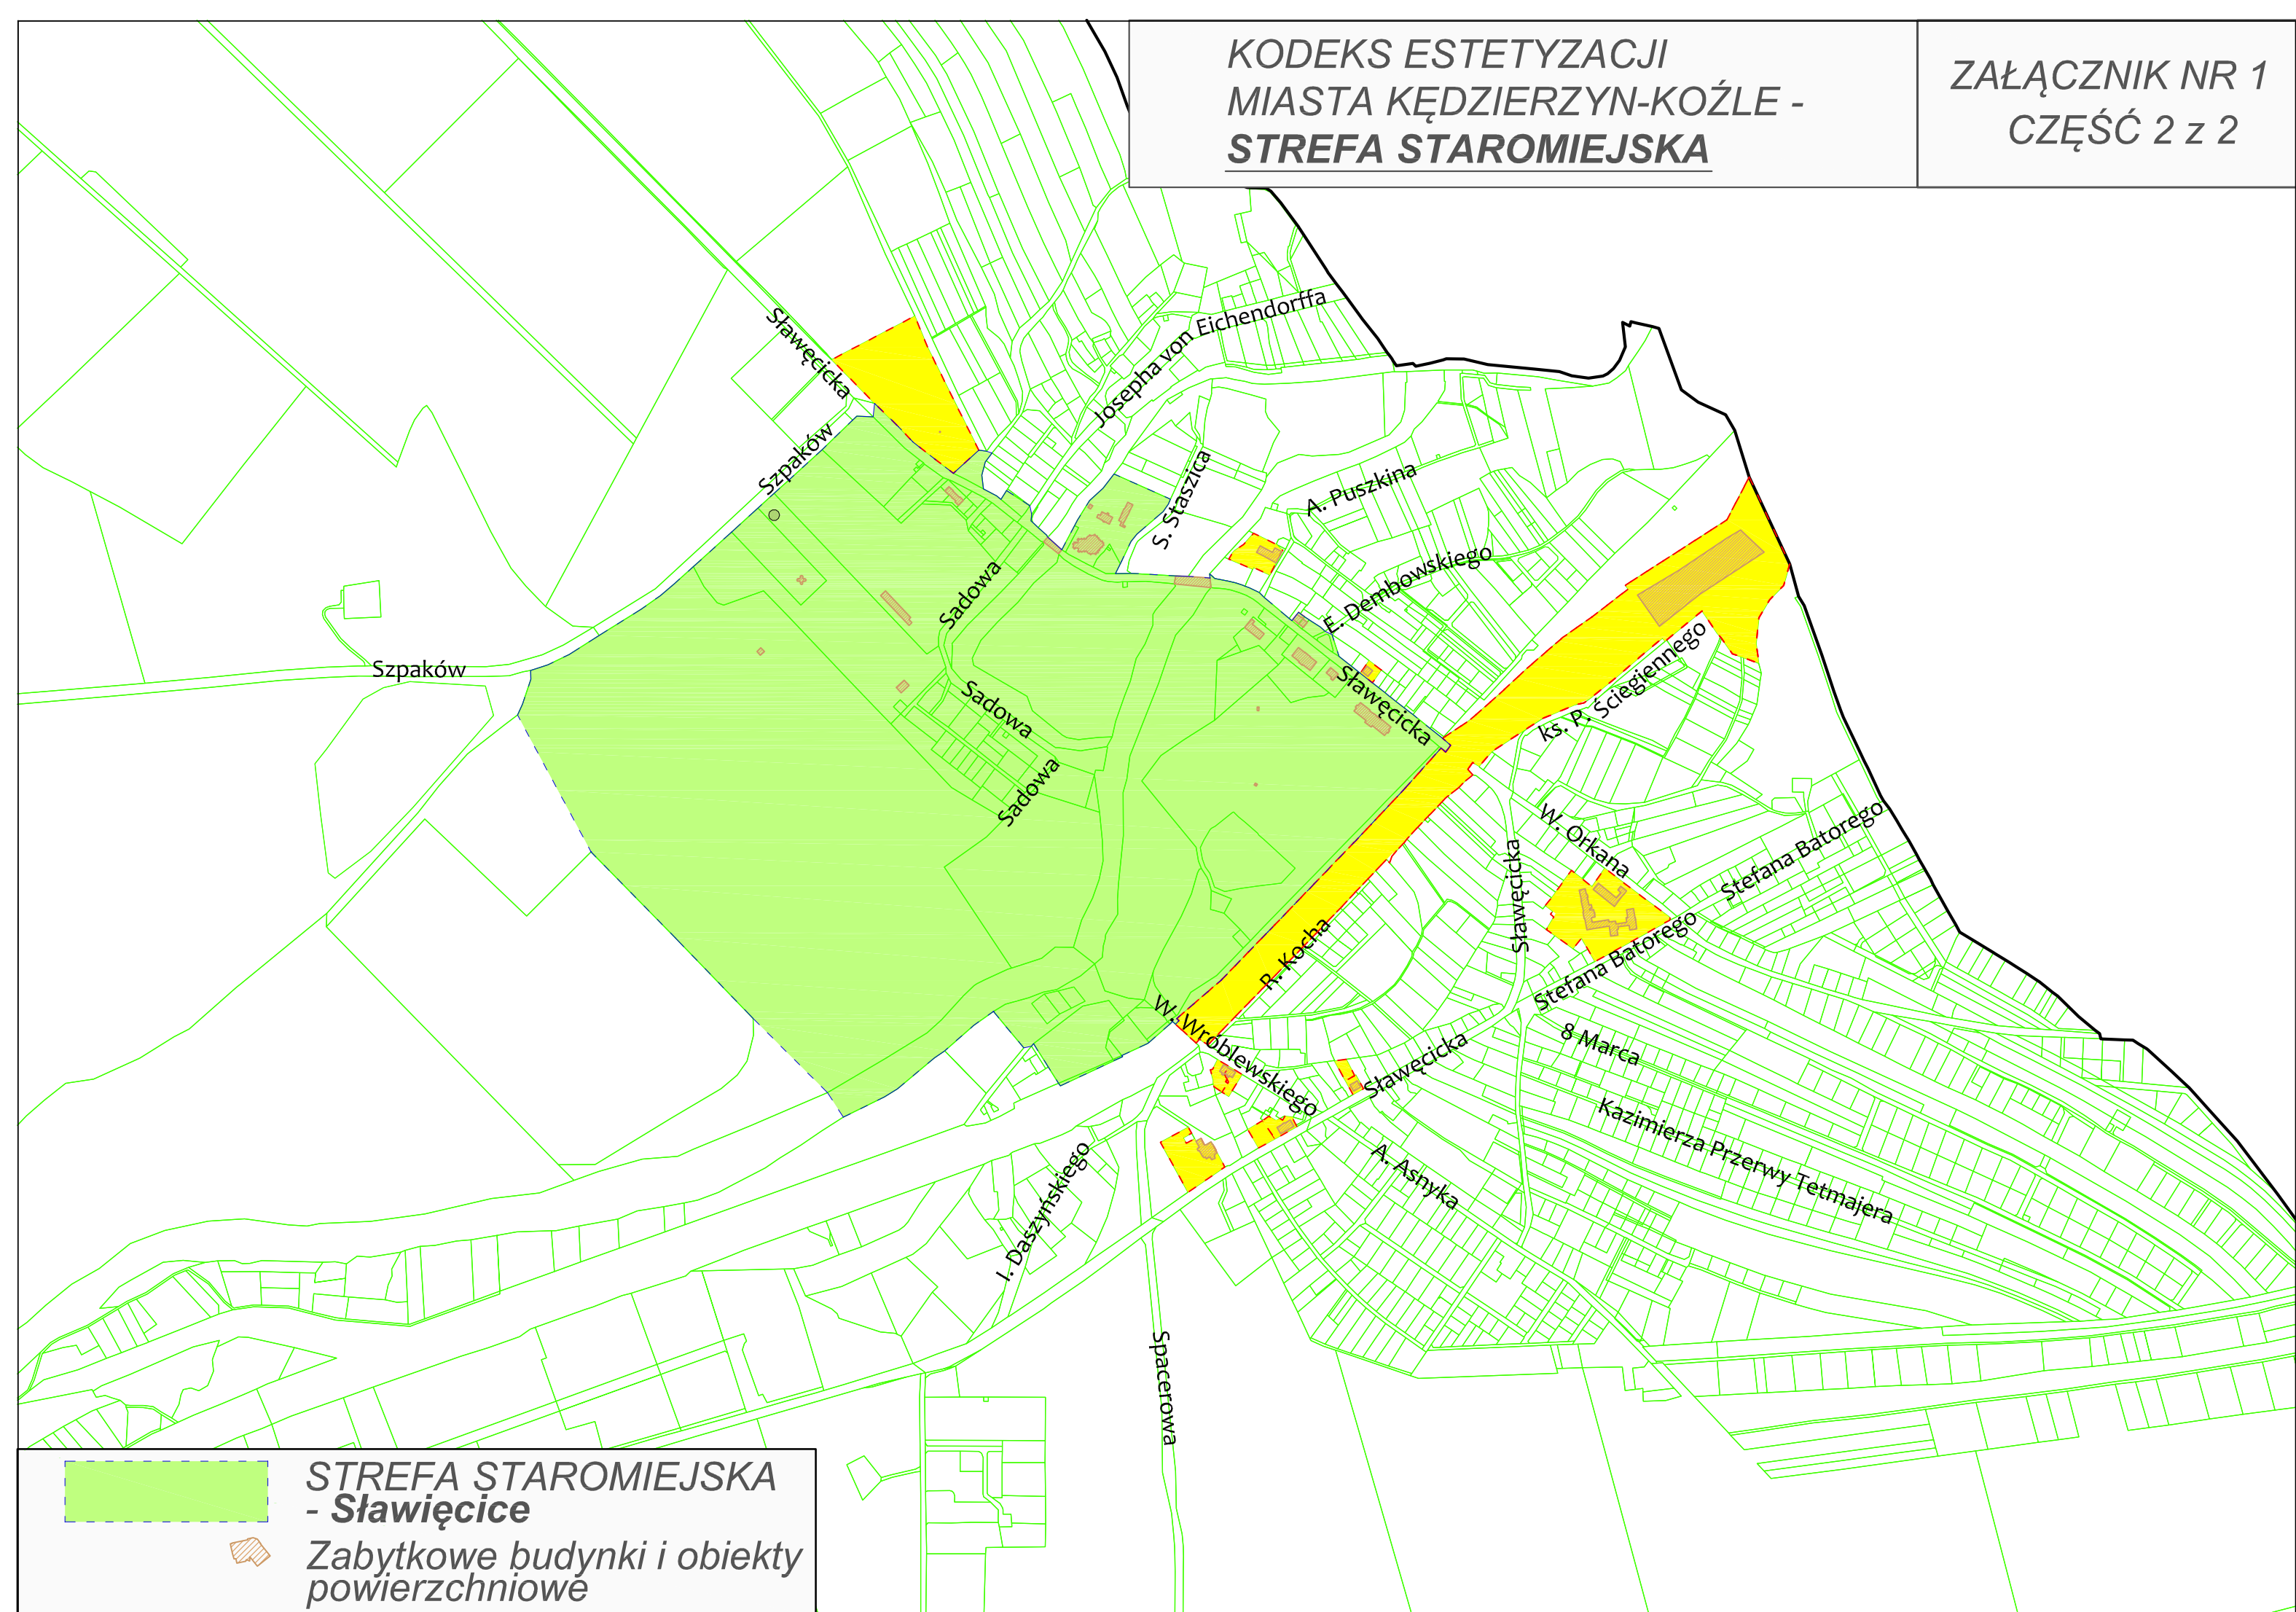 KODEKS ESTETYZACJI
MIASTA KĘDZIERZYN-KOŹLE -
STREFA STAROMIEJSKA
ZAŁĄCZNIK NR 1
CZĘŚĆ 2 z 2
Sławęcicka
Josepha von Eichendorffa
Szpaków
S. Staszica
A. Puszkina
Sadowa
E. Dembowskiego
Szpaków
Sadowa
Sławęcicka
ks. P. Ściegiennego
Sadowa
W. Orkana
Stefana Batorego
Sławęcicka
R. Kocha
Stefana Batorego
W. Wróblewskiego
8 Marca
Sławęcicka
Kazimierza Przerwy Tetmajera
A. Asnyka
I. Daszyńskiego
Spacerowa
STREFA STAROMIEJSKA
- Sławięcice
Zabytkowe budynki i obiekty
powierzchniowe